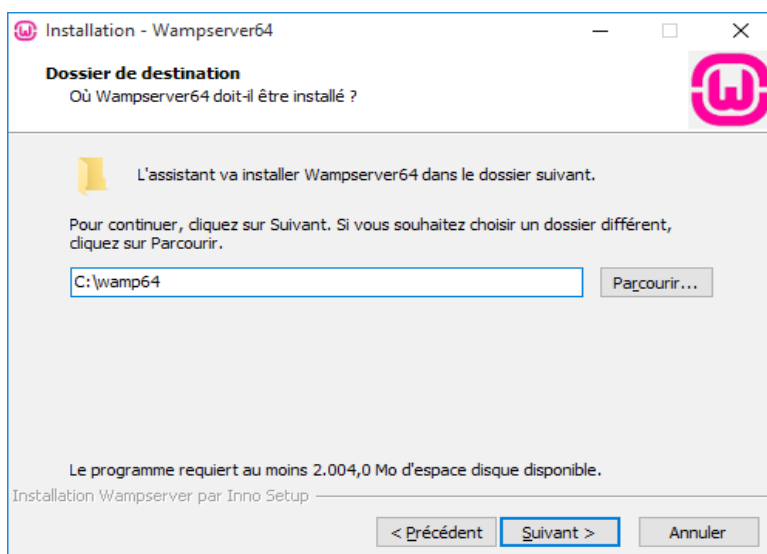 Installation - Wampserver64
Dossier de destination
Où Wampserver64 doit-il être installé ?
L'assistant va installer Wampserver64 dans le dossier suivant.
Pour continuer, cliquez sur Suivant. Si vous souhaitez choisir un dossier différent,
cliquez sur Parcourir.
C:\wamp64
Parcourir...
Le programme requiert au moins 2.004,0 Mo d'espace disque disponible.
Installation Wampserver par Inno Setup
< Précédent
Suivant >
Annuler